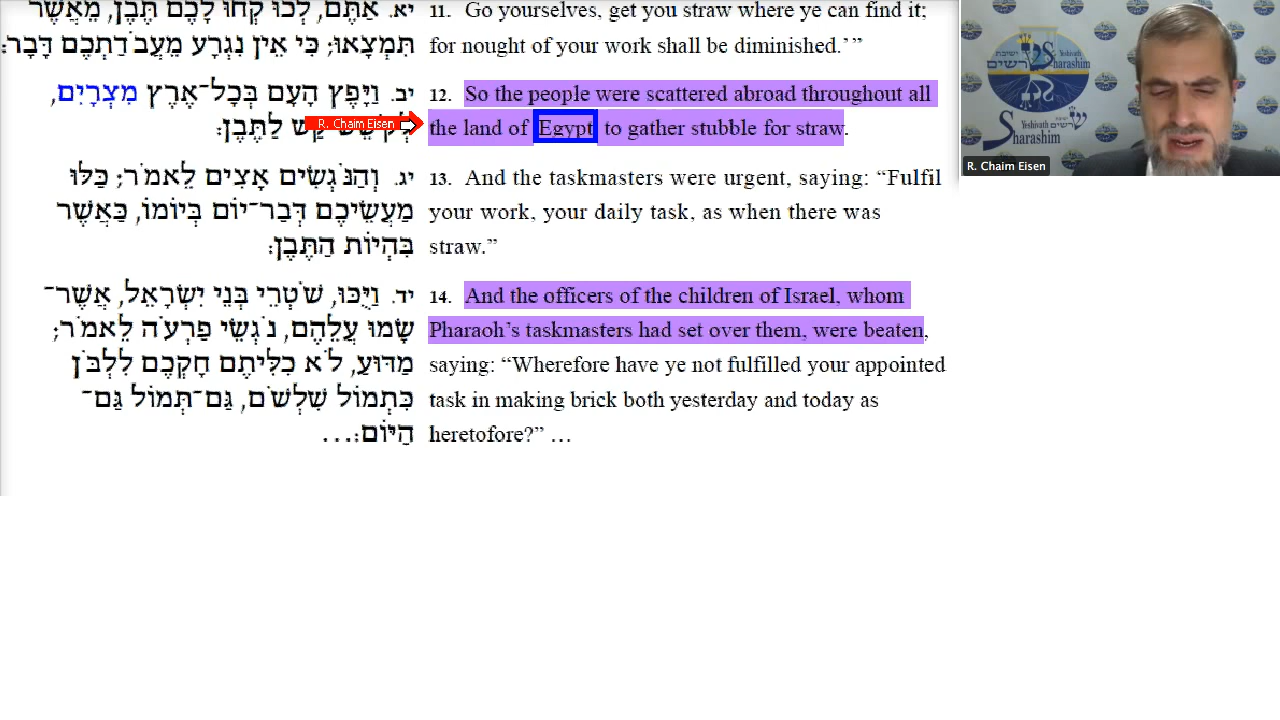 יא. אַתֶּם, לְכוּ קְחוּ לָכֶם תֶּבֶן, מֵאֲשֶׁר
תִּמְצָאוּ; כִּי אֵין נִגְרָע מֵעֲבֹדַתְכֶם דָּבָר:
יב. וַיָּפֶץ הָעָם בְּכָל־אֶרֶץ מִצְרָיִם,
לְקֹשֵׁשׁ קַשׁ לַתֶּבֶן:
יג. וְהַנֹּגְשִׂים אָצִים לֵאמֹר; כַּלּוּ
מַעֲשֵׂיכֶם דְּבַר־יוֹם בְּיוֹמוֹ, כַּאֲשֶׁר
בִּהְיוֹת הַתֶּבֶן:
יד. וַיֻּכּוּ, שֹׁטְרֵי בְּנֵי יִשְׂרָאֵל, אֲשֶׁר־
שָׂמוּ עֲלֵהֶם, נֹגְשֵׂי פַרְעֹה לֵאמֹר;
מַדּוּעַ, לֹא כִלִּיתֶם חָקְכֶם לִלְבֹּן
כִּתְמוֹל שִׁלְשֹׁם, גַּם־תְּמוֹל גַּם־
הַיּוֹם:...
11. Go yourselves, get you straw where ye can find it;
for nought of your work shall be diminished.’”
12. So the people were scattered abroad throughout all
the land of Egypt to gather stubble for straw.
13. And the taskmasters were urgent, saying: “Fulfil
your work, your daily task, as when there was
straw.”
14. And the officers of the children of Israel, whom
Pharaoh’s taskmasters had set over them, were beaten,
saying: “Wherefore have ye not fulfilled your appointed
task in making brick both yesterday and today as
heretofore?” …
R. Chaim Eisen
Yeshivath
Sharashim
ישיבת
שרשים
Yeshivath
Sharashim
R. Chaim Eisen